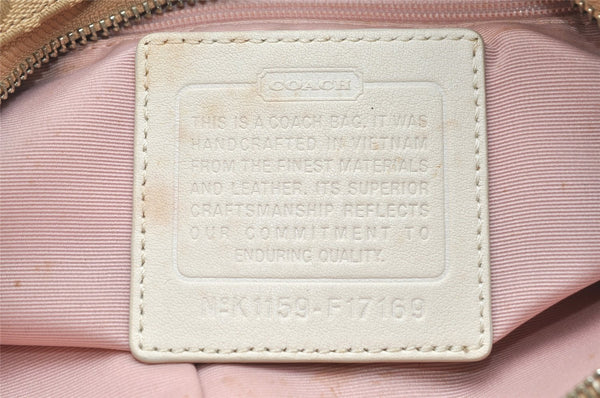 COACH
THIS IS A COACH BAG. IT WAS
HANDCRAFTED IN VIETNAM
FROM THE FINEST MATERIALS
AND LEATHER. ITS SUPERIOR
CRAFTSMANSHIP REFLECTS
OUR COMMITMENT TO
ENDURING QUALITY.
Nº K1159-F17169